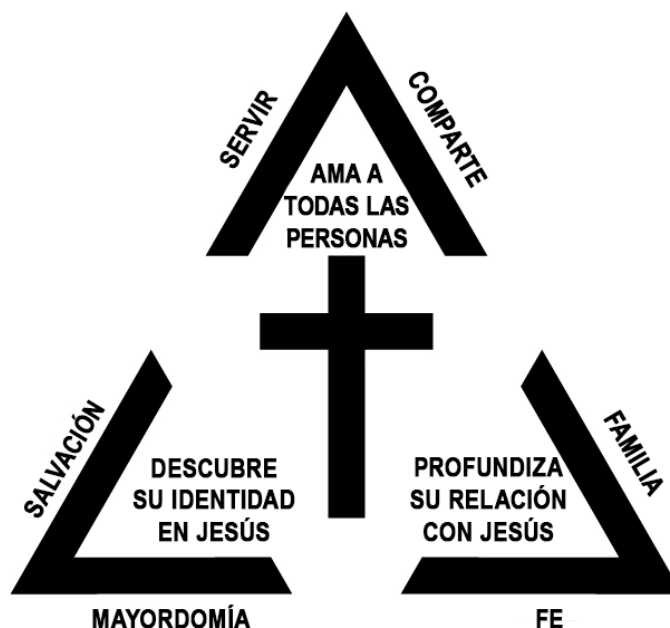 SERVIR
COMPARTE
AMA A
TODAS LAS
PERSONAS
SALVACIÓN
DESCUBRE
SU IDENTIDAD
EN JESÚS
PROFUNDIZA
SU RELACIÓN
CON JESÚS
FAMILIA
MAYORDOMÍA
FE